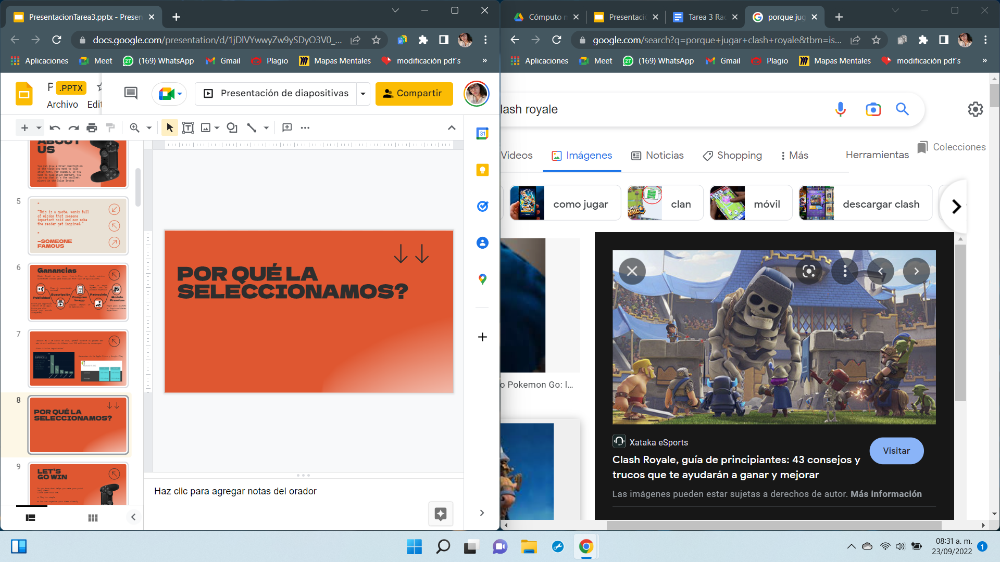 PresentacionTarea3.pptx - Presen
docs.google.com/presentation/d/1jDlVYwwyZw9ySDyO3V0_...
Aplicaciones
Meet
(169) WhatsApp
Gmail
Plagio
Mapas Mentales
modificación pdf´s
»
P
.PPTX
Archivo
Edit
Presentación de diapositivas
Compartir
ABOUT
US
You can give a brief description
of the topic you want to talk
about here. For example, if you
want to talk about Mercury, you
can say that it's the smallest
planet in the Solar System
5
"This is a quote, words full
of wisdom that someone
important said and can make
the reader get inspired."
—SOMEONE
FAMOUS
6
Ganancias
Publicidad
Suscripción
Compras
in-app
Patrocinio
Modelo
Freemium
7
SUPERCELL
8
POR QUÉ LA
SELECCIONAMOS?
9
LET'S
GO WIN
31
POR QUÉ LA
SELECCIONAMOS?
Haz clic para agregar notas del orador
Cómputo m
Presentaci
Tarea 3 Rac
porque jug
google.com/search?q=porque+jugar+clash+royale&tbm=is...
Aplicaciones
Meet
(169) WhatsApp
Gmail
Plagio
Mapas Mentales
modificación pdf´s
»
lash royale
Videos
Imágenes
Noticias
Shopping
Más
Herramientas
Colecciones
como jugar
clan
móvil
descargar clash
o Pokemon Go: l...
Xataka eSports
Clash Royale, guía de principiantes: 43 consejos y
trucos que te ayudarán a ganar y mejorar
Visitar
Las imágenes pueden estar sujetas a derechos de autor. Más información
08:31 a. m.
23/09/2022
1